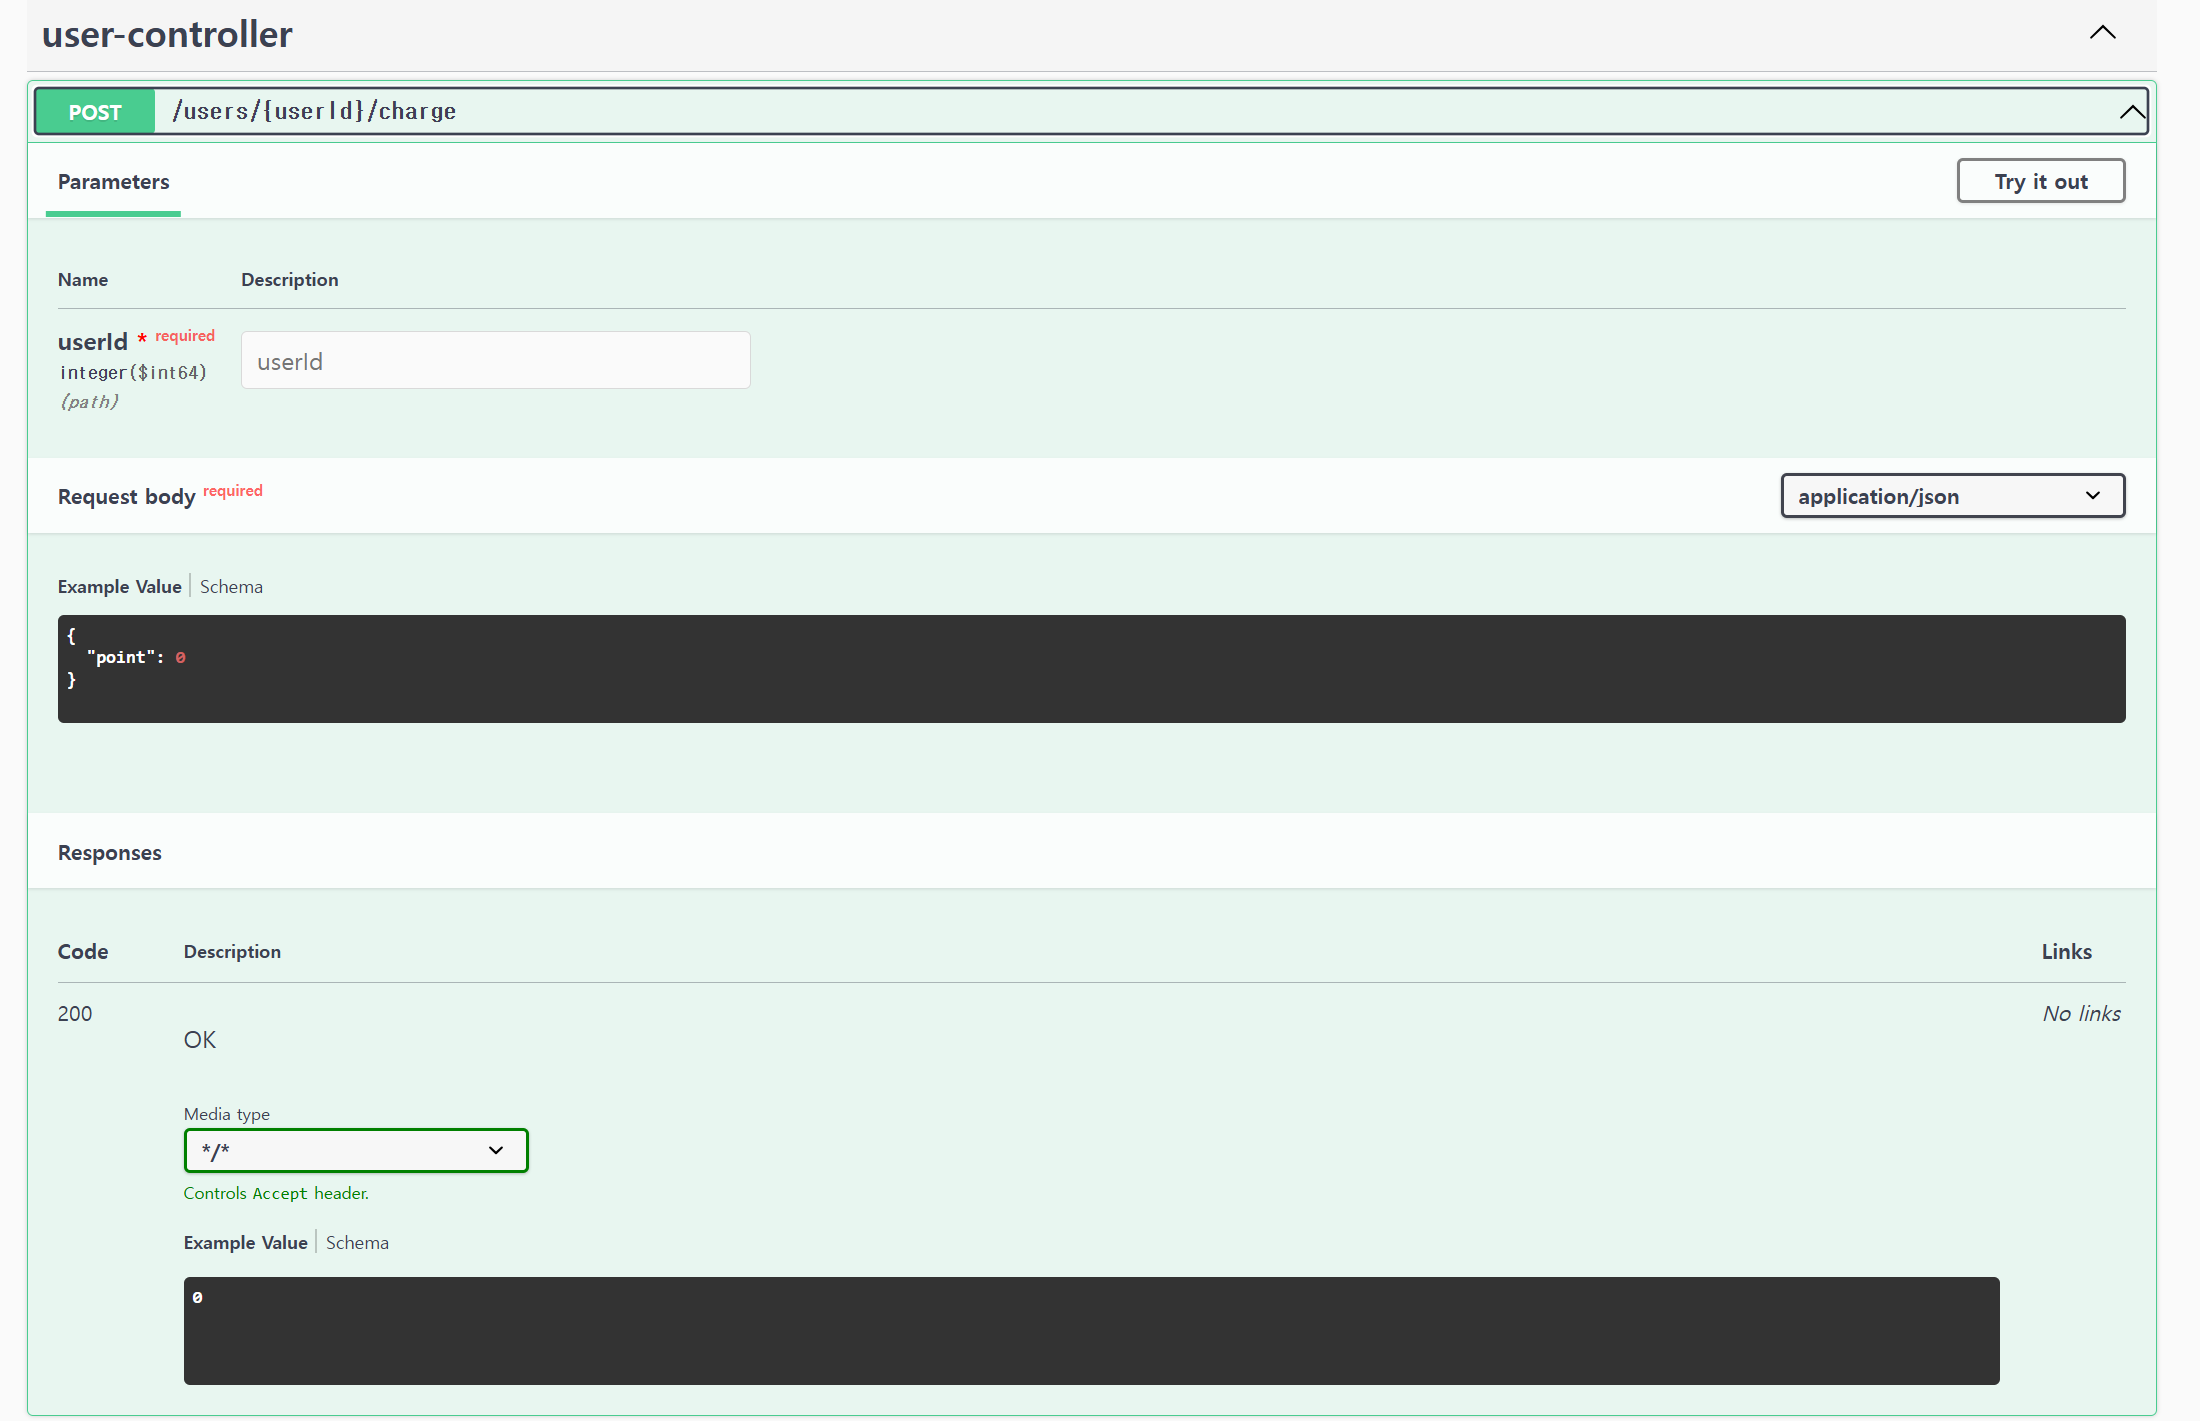 user-controller
POST /users/{userId}/charge
Parameters
Try it out
Name Description
userId * required
integer($int64)
(path)
userId
Request body required
application/json
Example Value Schema
{
"point": 0
}
Responses
Code Description Links
200 No links
OK
Media type
*/*
Controls Accept header.
Example Value Schema
0